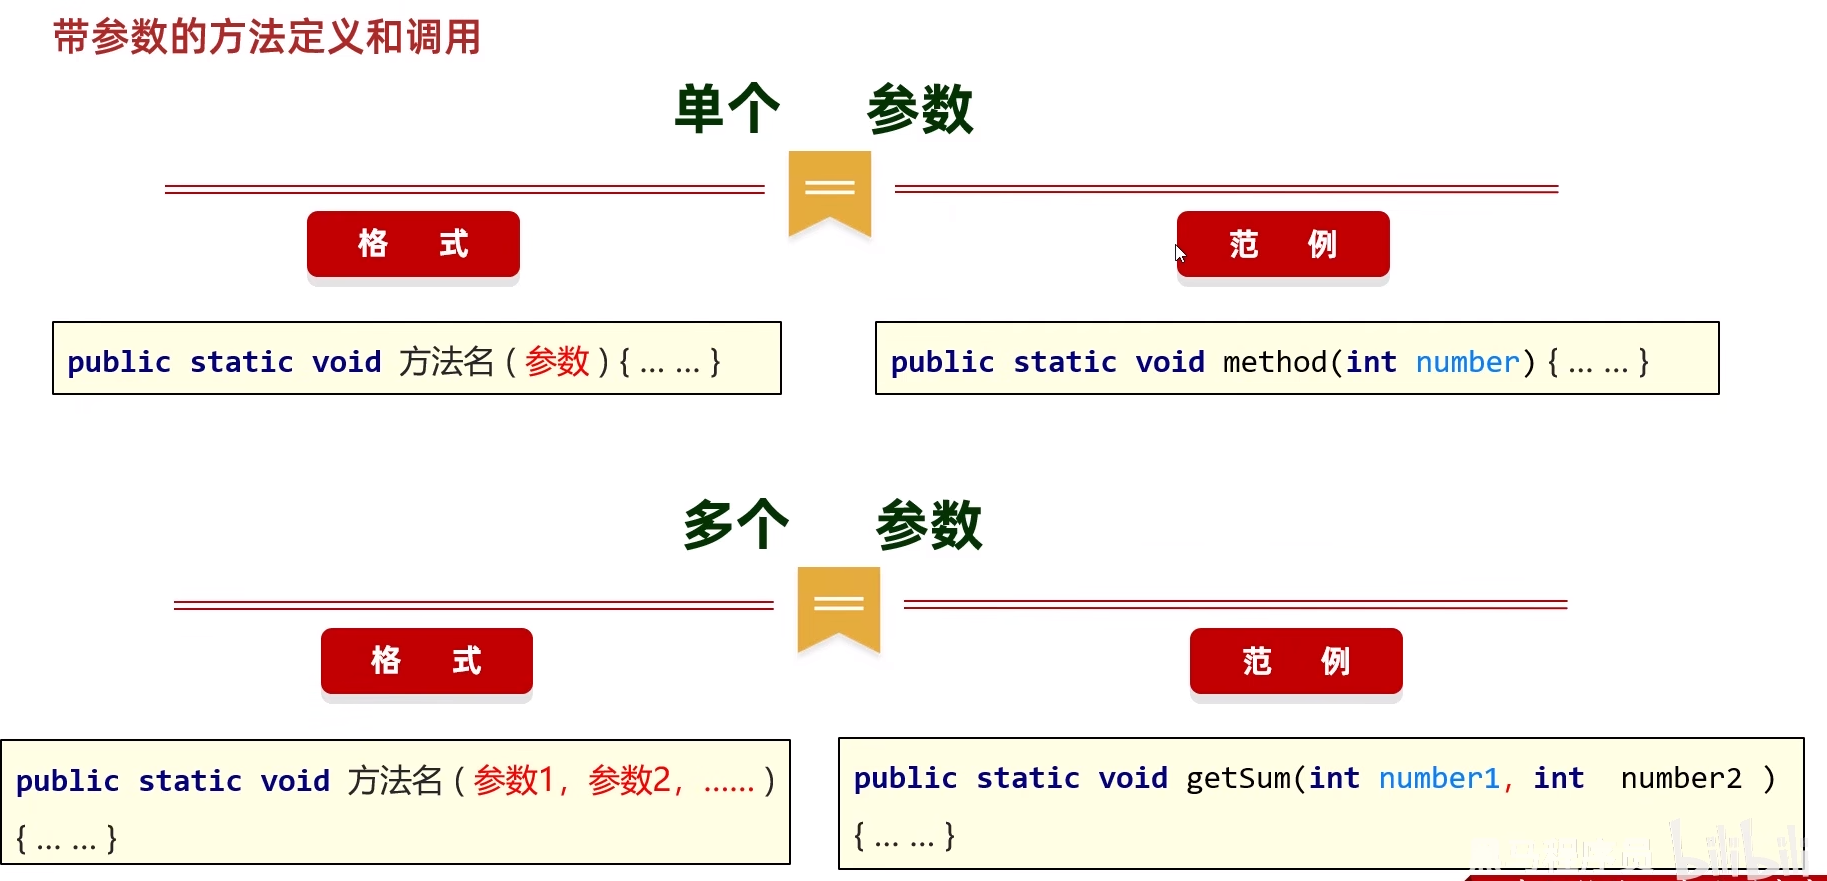 带参数的方法定义和调用
单个 参数
格 式
范 例
public static void 方法名 ( 参数 ) { ... ... }
public static void method(int number) { ... ... }
多个 参数
格 式
范 例
public static void 方法名 ( 参数1, 参数2, ...... )
{ ... ... }
public static void getSum(int number1, int number2 )
{ ... ... }
bilibili